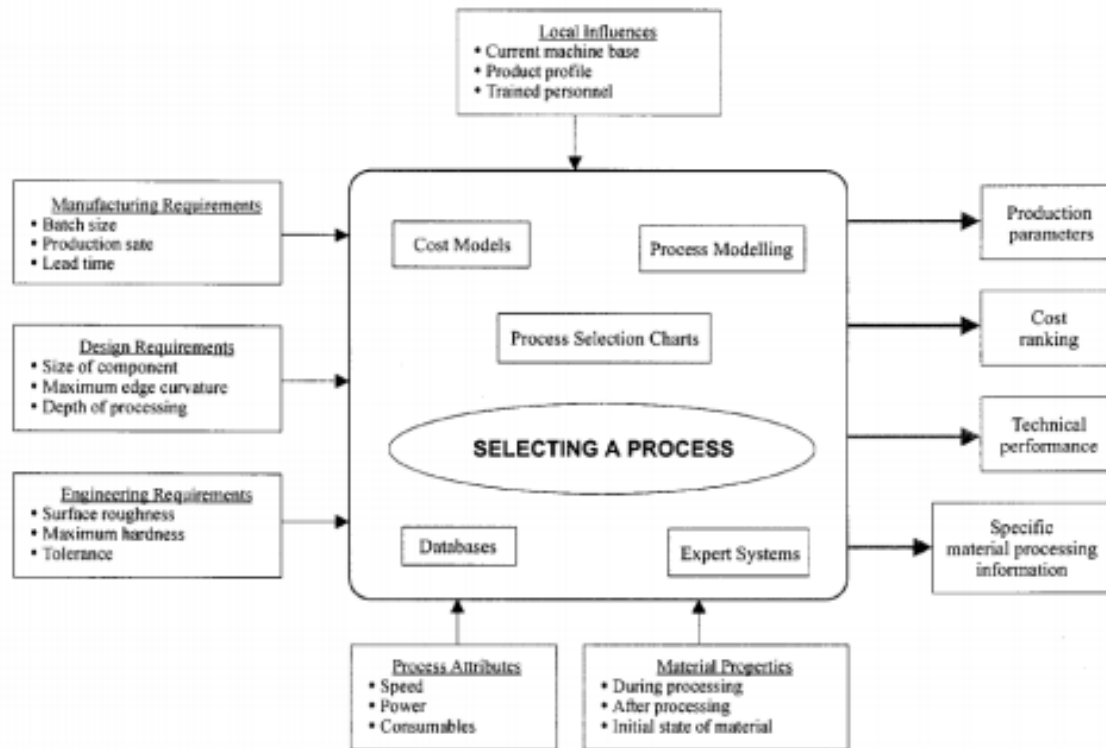 Local Influences
• Current machine base
• Product profile
• Trained personnel
Manufacturing Requirements
• Batch size
• Production sate
• Lead time
Design Requirements
• Size of component
• Maximum edge curvature
• Depth of processing
Engineering Requirements
• Surface roughness
• Maximum hardness
• Tolerance
Cost Models
Process Modelling
Process Selection Charts
SELECTING A PROCESS
Databases
Expert Systems
Production
parameters
Cost
ranking
Technical
performance
Specific
material processing
information
Process Attributes
• Speed
• Power
• Consumables
Material Properties
• During processing
• After processing
• Initial state of material